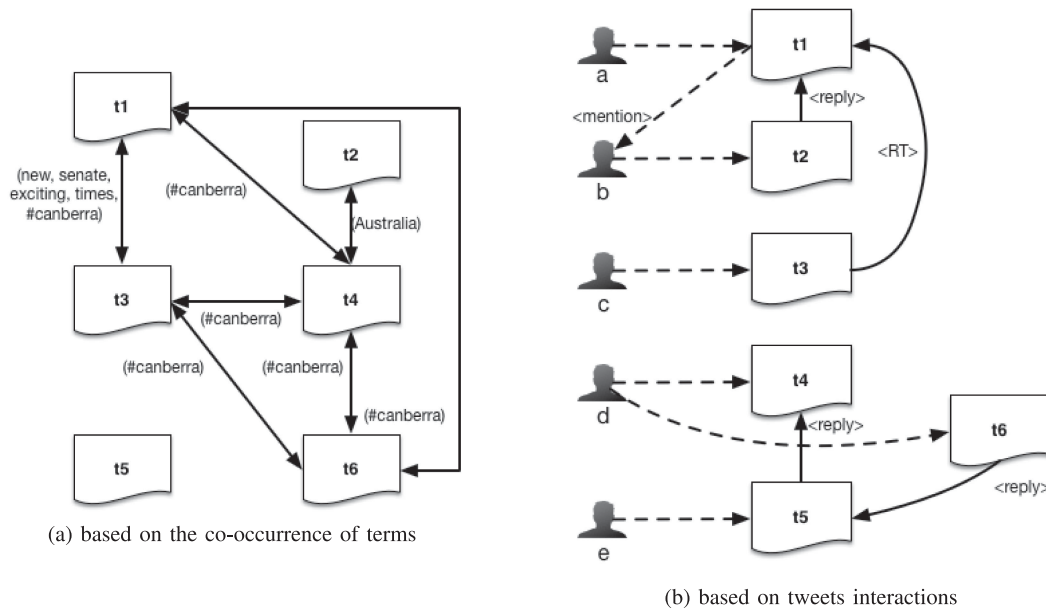 t1
t2
(new, senate,
exciting, times,
#canberra)
(#canberra)
(Australia)
t3
t4
(#canberra)
(#canberra)
(#canberra)
(#canberra)
t5
t6
(a) based on the co-occurrence of terms
a
t1
<reply>
<mention>
b
t2
<RT>
c
t3
d
t4
<reply>
t6
<reply>
e
t5
(b) based on tweets interactions